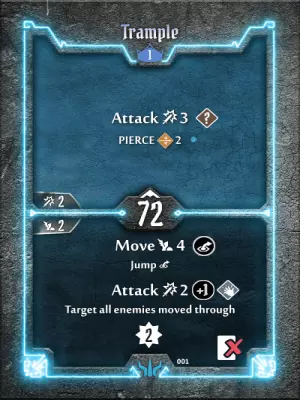 Trample
1
Attack 3 ?
PIERCE 2
2
72
2
Move 4
Jump
Attack 2 +1
Target all enemies moved through
2
001